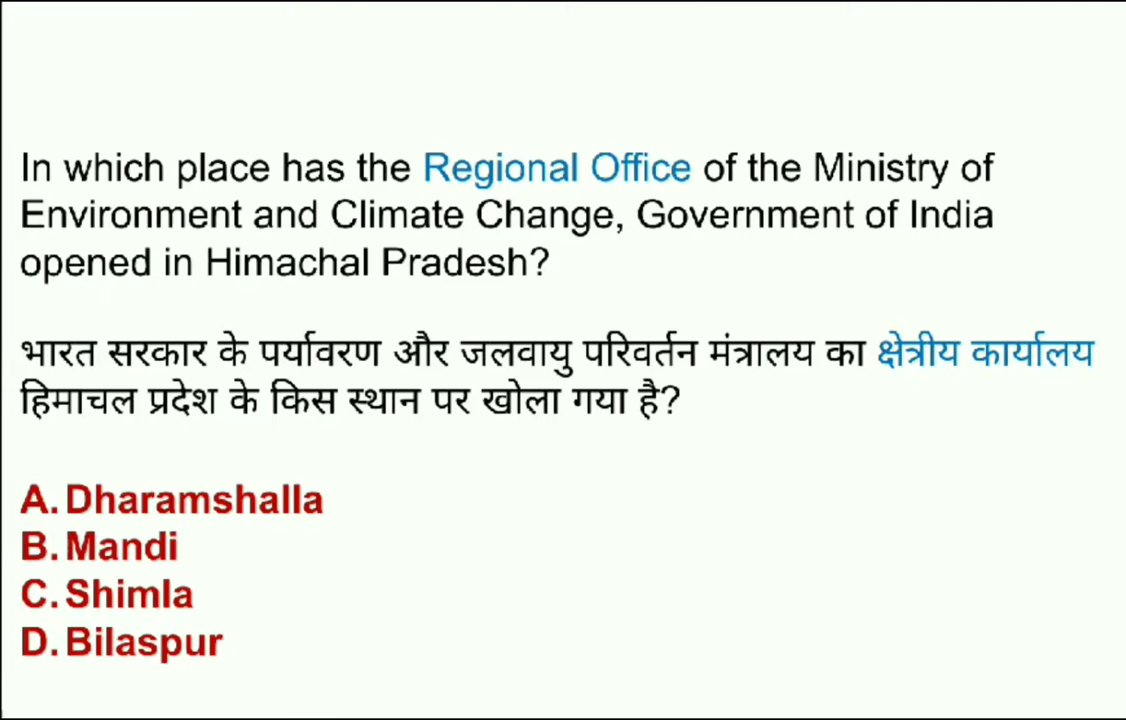 In which place has the Regional Office of the Ministry of
Environment and Climate Change, Government of India
opened in Himachal Pradesh?
भारत सरकार के पर्यावरण और जलवायु परिवर्तन मंत्रालय का क्षेत्रीय कार्यालय
हिमाचल प्रदेश के किस स्थान पर खोला गया है?
A. Dharamshalla
B. Mandi
C. Shimla
D. Bilaspur